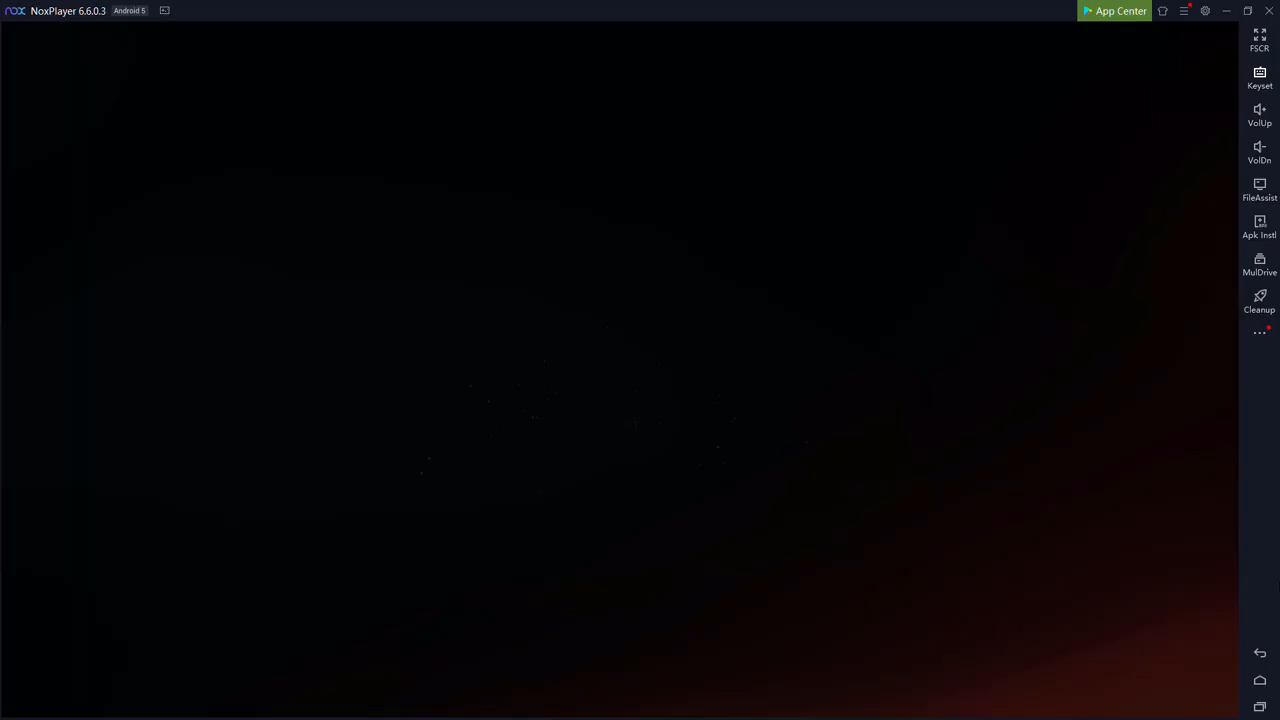 nox NoxPlayer 6.6.0.3 Android 5
App Center
FSCR
Keyset
VolUp
VolDn
FileAssist
Apk Instl
MulDrive
Cleanup